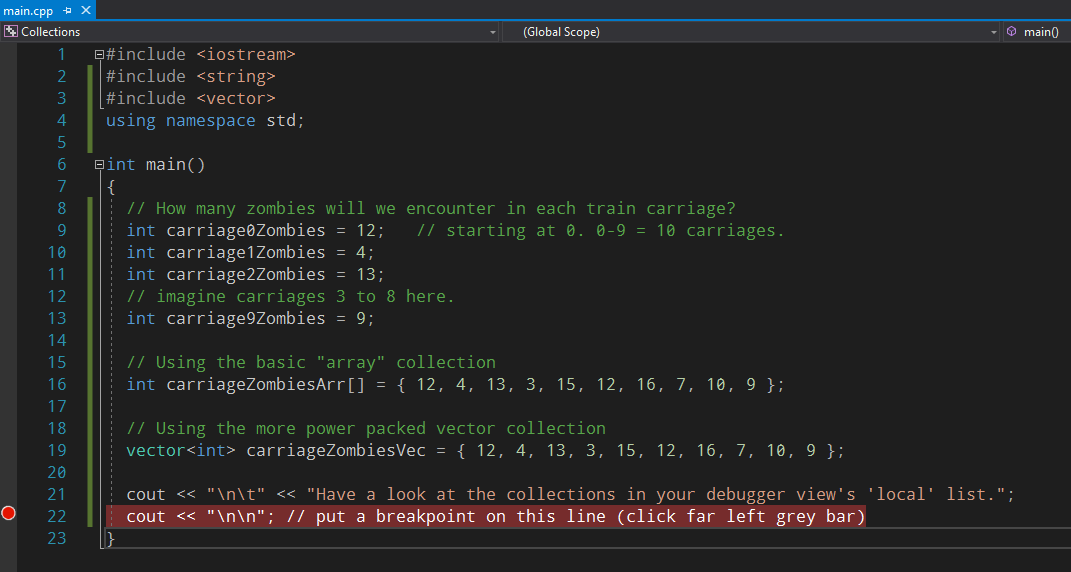 main.cpp
Collections (Global Scope) main()
1 #include <iostream>
2 #include <string>
3 #include <vector>
4 using namespace std;
5
6 int main()
7 {
8 // How many zombies will we encounter in each train carriage?
9 int carriage0Zombies = 12; // starting at 0. 0-9 = 10 carriages.
10 int carriage1Zombies = 4;
11 int carriage2Zombies = 13;
12 // imagine carriages 3 to 8 here.
13 int carriage9Zombies = 9;
14
15 // Using the basic "array" collection
16 int carriageZombiesArr[] = { 12, 4, 13, 3, 15, 12, 16, 7, 10, 9 };
17
18 // Using the more power packed vector collection
19 vector<int> carriageZombiesVec = { 12, 4, 13, 3, 15, 12, 16, 7, 10, 9 };
20
21 cout << "\n\t" << "Have a look at the collections in your debugger view's 'local' list.";
22 cout << "\n\n"; // put a breakpoint on this line (click far left grey bar)
23 }